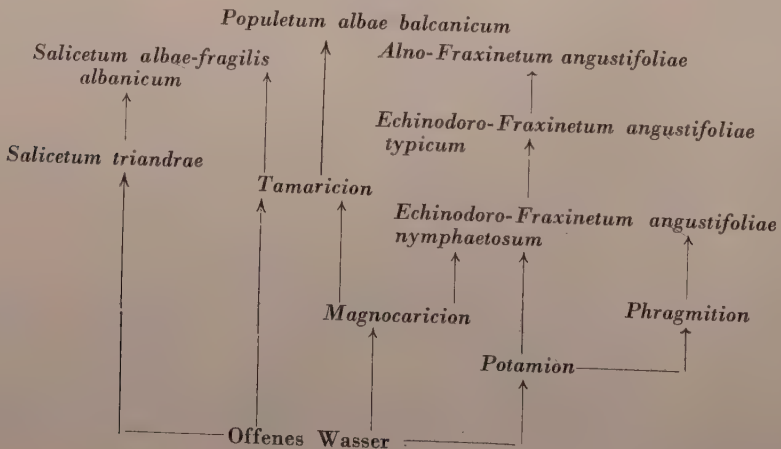 Populetum albae balcanicum
Salicetum albae-fragilis
albanicum
Alno-Fraxinetum angustifoliae
Echinodoro-Fraxinetum angustifoliae
typicum
Salicetum triandrae
Tamaricion
Echinodoro-Fraxinetum angustifoliae
nymphaetosum
Magnocaricion
Phragmition
Potamion
Offenes Wasser